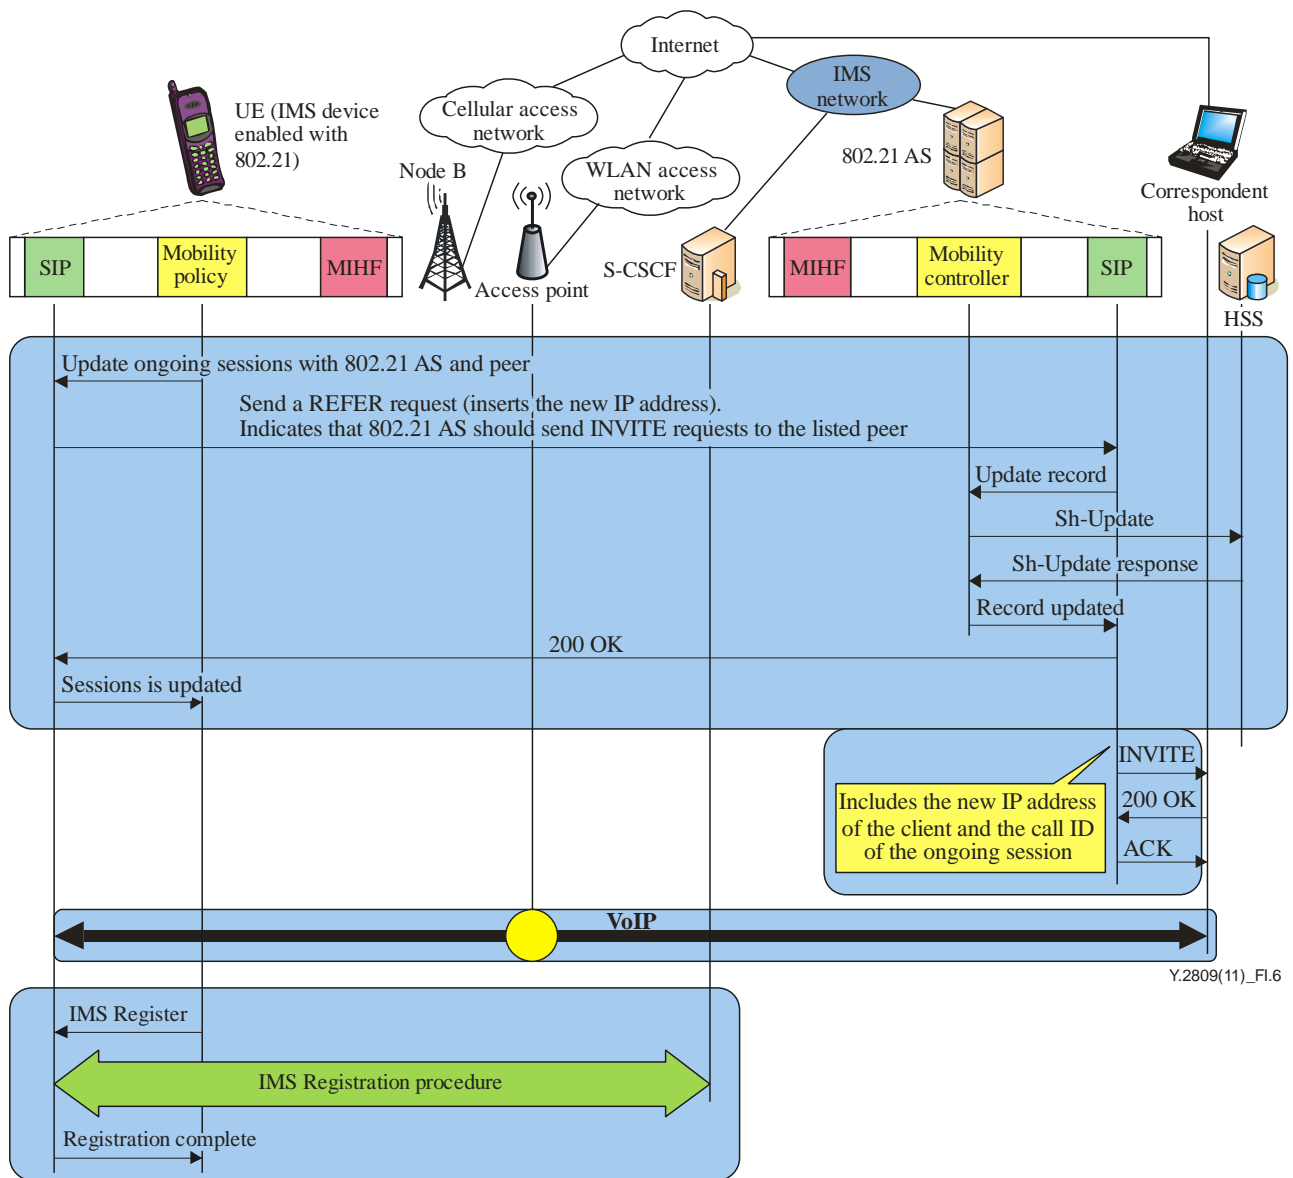 Internet
IMS
network
Cellular access
network
UE (IMS device
enabled with
802.21)
802.21 AS
Node B
WLAN access
network
Correspondent
host
SIP
Mobility
policy
MIHF
Access point
S-CSCF
MIHF
Mobility
controller
SIP
HSS
Update ongoing sessions with 802.21 AS and peer
Send a REFER request (inserts the new IP address).
Indicates that 802.21 AS should send INVITE requests to the listed peer
Update record
Sh-Update
Sh-Update response
Record updated
200 OK
Sessions is updated
INVITE
Includes the new IP address
of the client and the call ID
of the ongoing session
200 OK
ACK
VoIP
Y.2809(11)_FI.6
IMS Register
IMS Registration procedure
Registration complete